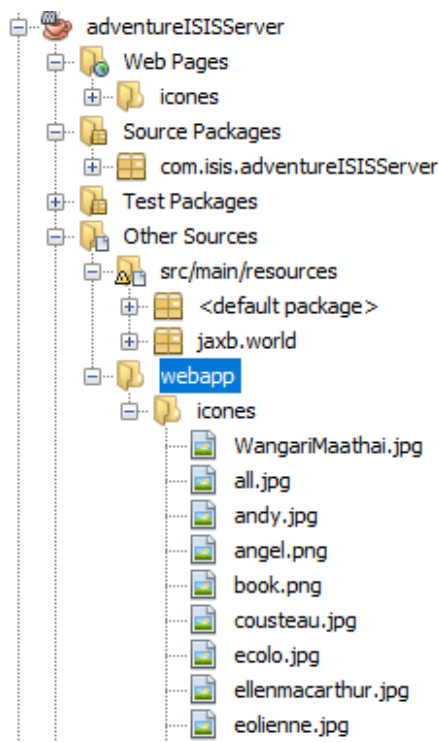 adventureISISServer
Web Pages
icones
Source Packages
com.isis.adventureISISServer
Test Packages
Other Sources
src/main/resources
<default package>
jaxb.world
webapp
icones
WangariMaathai.jpg
all.jpg
andy.jpg
angel.png
book.png
cousteau.jpg
ecolo.jpg
ellenmacarthur.jpg
eolienne.jpg